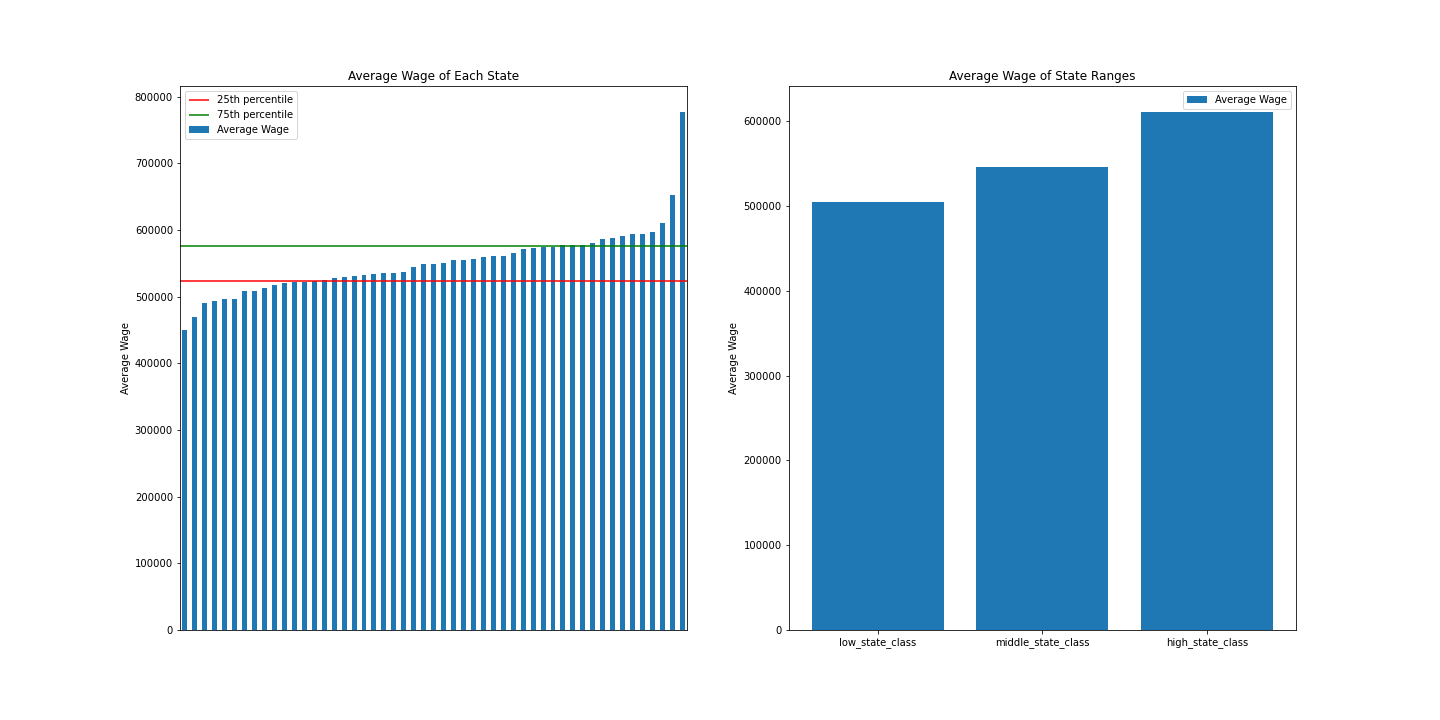 Average Wage of Each State
25th percentile
75th percentile
Average Wage
800000
700000
600000
500000
400000
300000
200000
100000
0
Average Wage
Average Wage of State Ranges
Average Wage
600000
500000
400000
300000
200000
100000
0
Average Wage
low_state_class
middle_state_class
high_state_class